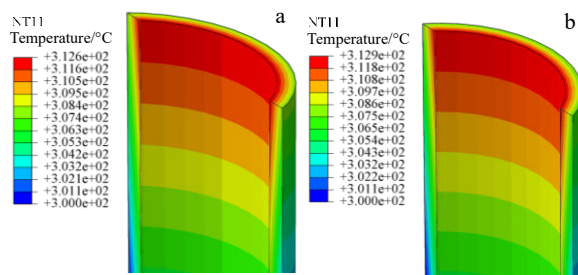 NT11
Temperature/°C
+3.126e+02
+3.116e+02
+3.105e+02
+3.095e+02
+3.084e+02
+3.074e+02
+3.063e+02
+3.053e+02
+3.042e+02
+3.032e+02
+3.021e+02
+3.011e+02
+3.000e+02
a
NT11
Temperature/°C
+3.129e+02
+3.118e+02
+3.108e+02
+3.097e+02
+3.086e+02
+3.075e+02
+3.065e+02
+3.054e+02
+3.043e+02
+3.032e+02
+3.022e+02
+3.011e+02
+3.000e+02
b